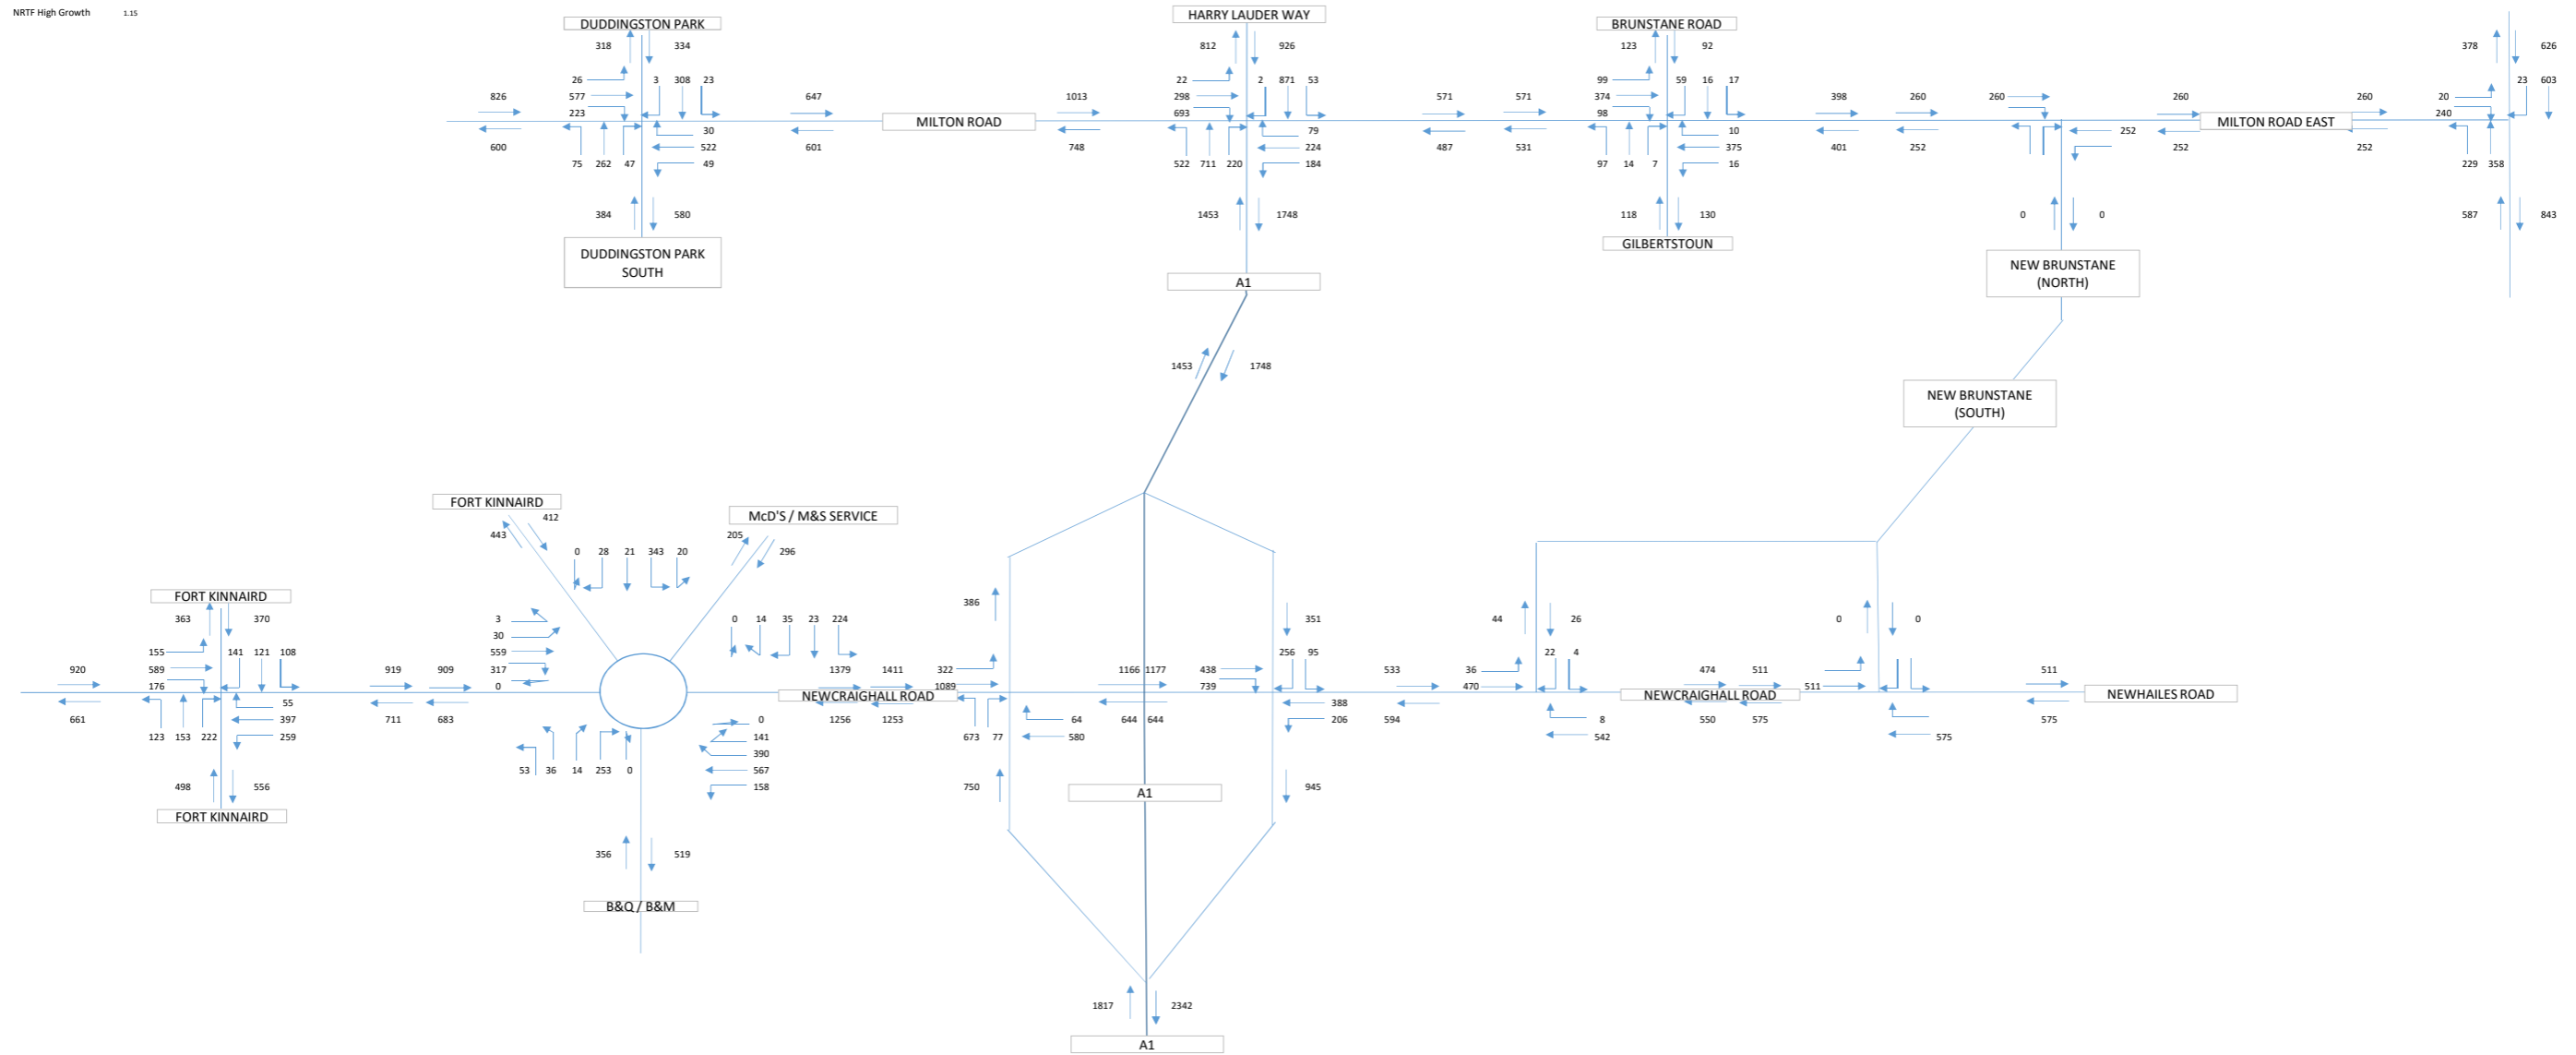 NRTF High Growth 1.15
DUDDINGSTON PARK
HARRY LAUDER WAY
BRUNSTANE ROAD
318 334
812 926
123 92
378 626
26 3 308 23
22 2 871 53
99 59 16 17
23 603
826 577 647 1013 298 571 571 374 398 260 260 260 260 20
223 693 98 240
MILTON ROAD
MILTON ROAD EAST
30 79 10 252
600 522 601 748 224 487 531 375 401 252 252 252
75 262 47 49
522 711 220 184
97 14 7 16
229 358
384 580
1453 1748
118 130
0 0
587 843
DUDDINGSTON PARK
SOUTH
GILBERTSTOUN
NEW BRUNSTANE
(NORTH)
A1
1453 1748
NEW BRUNSTANE
(SOUTH)
FORT KINNAIRD
McD'S / M&S SERVICE
412
443
205
296
0 28 21 343 20
FORT KINNAIRD
363 370
3
30
0 14 35 23 224
386
351
44 26
0 0
155 141 121 108
589
176
559
317
0
920 919 909
1379 1411 322
1089
1166 1177 438
739
256 95
533
36
470
22 4
474 511
511
511
NEWCRAIGHALL ROAD
NEWCRAIGHALL ROAD
NEWHAILES ROAD
661
55
397
259
123 153 222
711 683
53 36 14 253 0
0
141
390
567
158
1256 1253
673 77
64
580
644 644
388
206
594
8
542
550 575
575
575
498 556
FORT KINNAIRD
750
A1
945
356 519
B&Q / B&M
1817 2342
A1